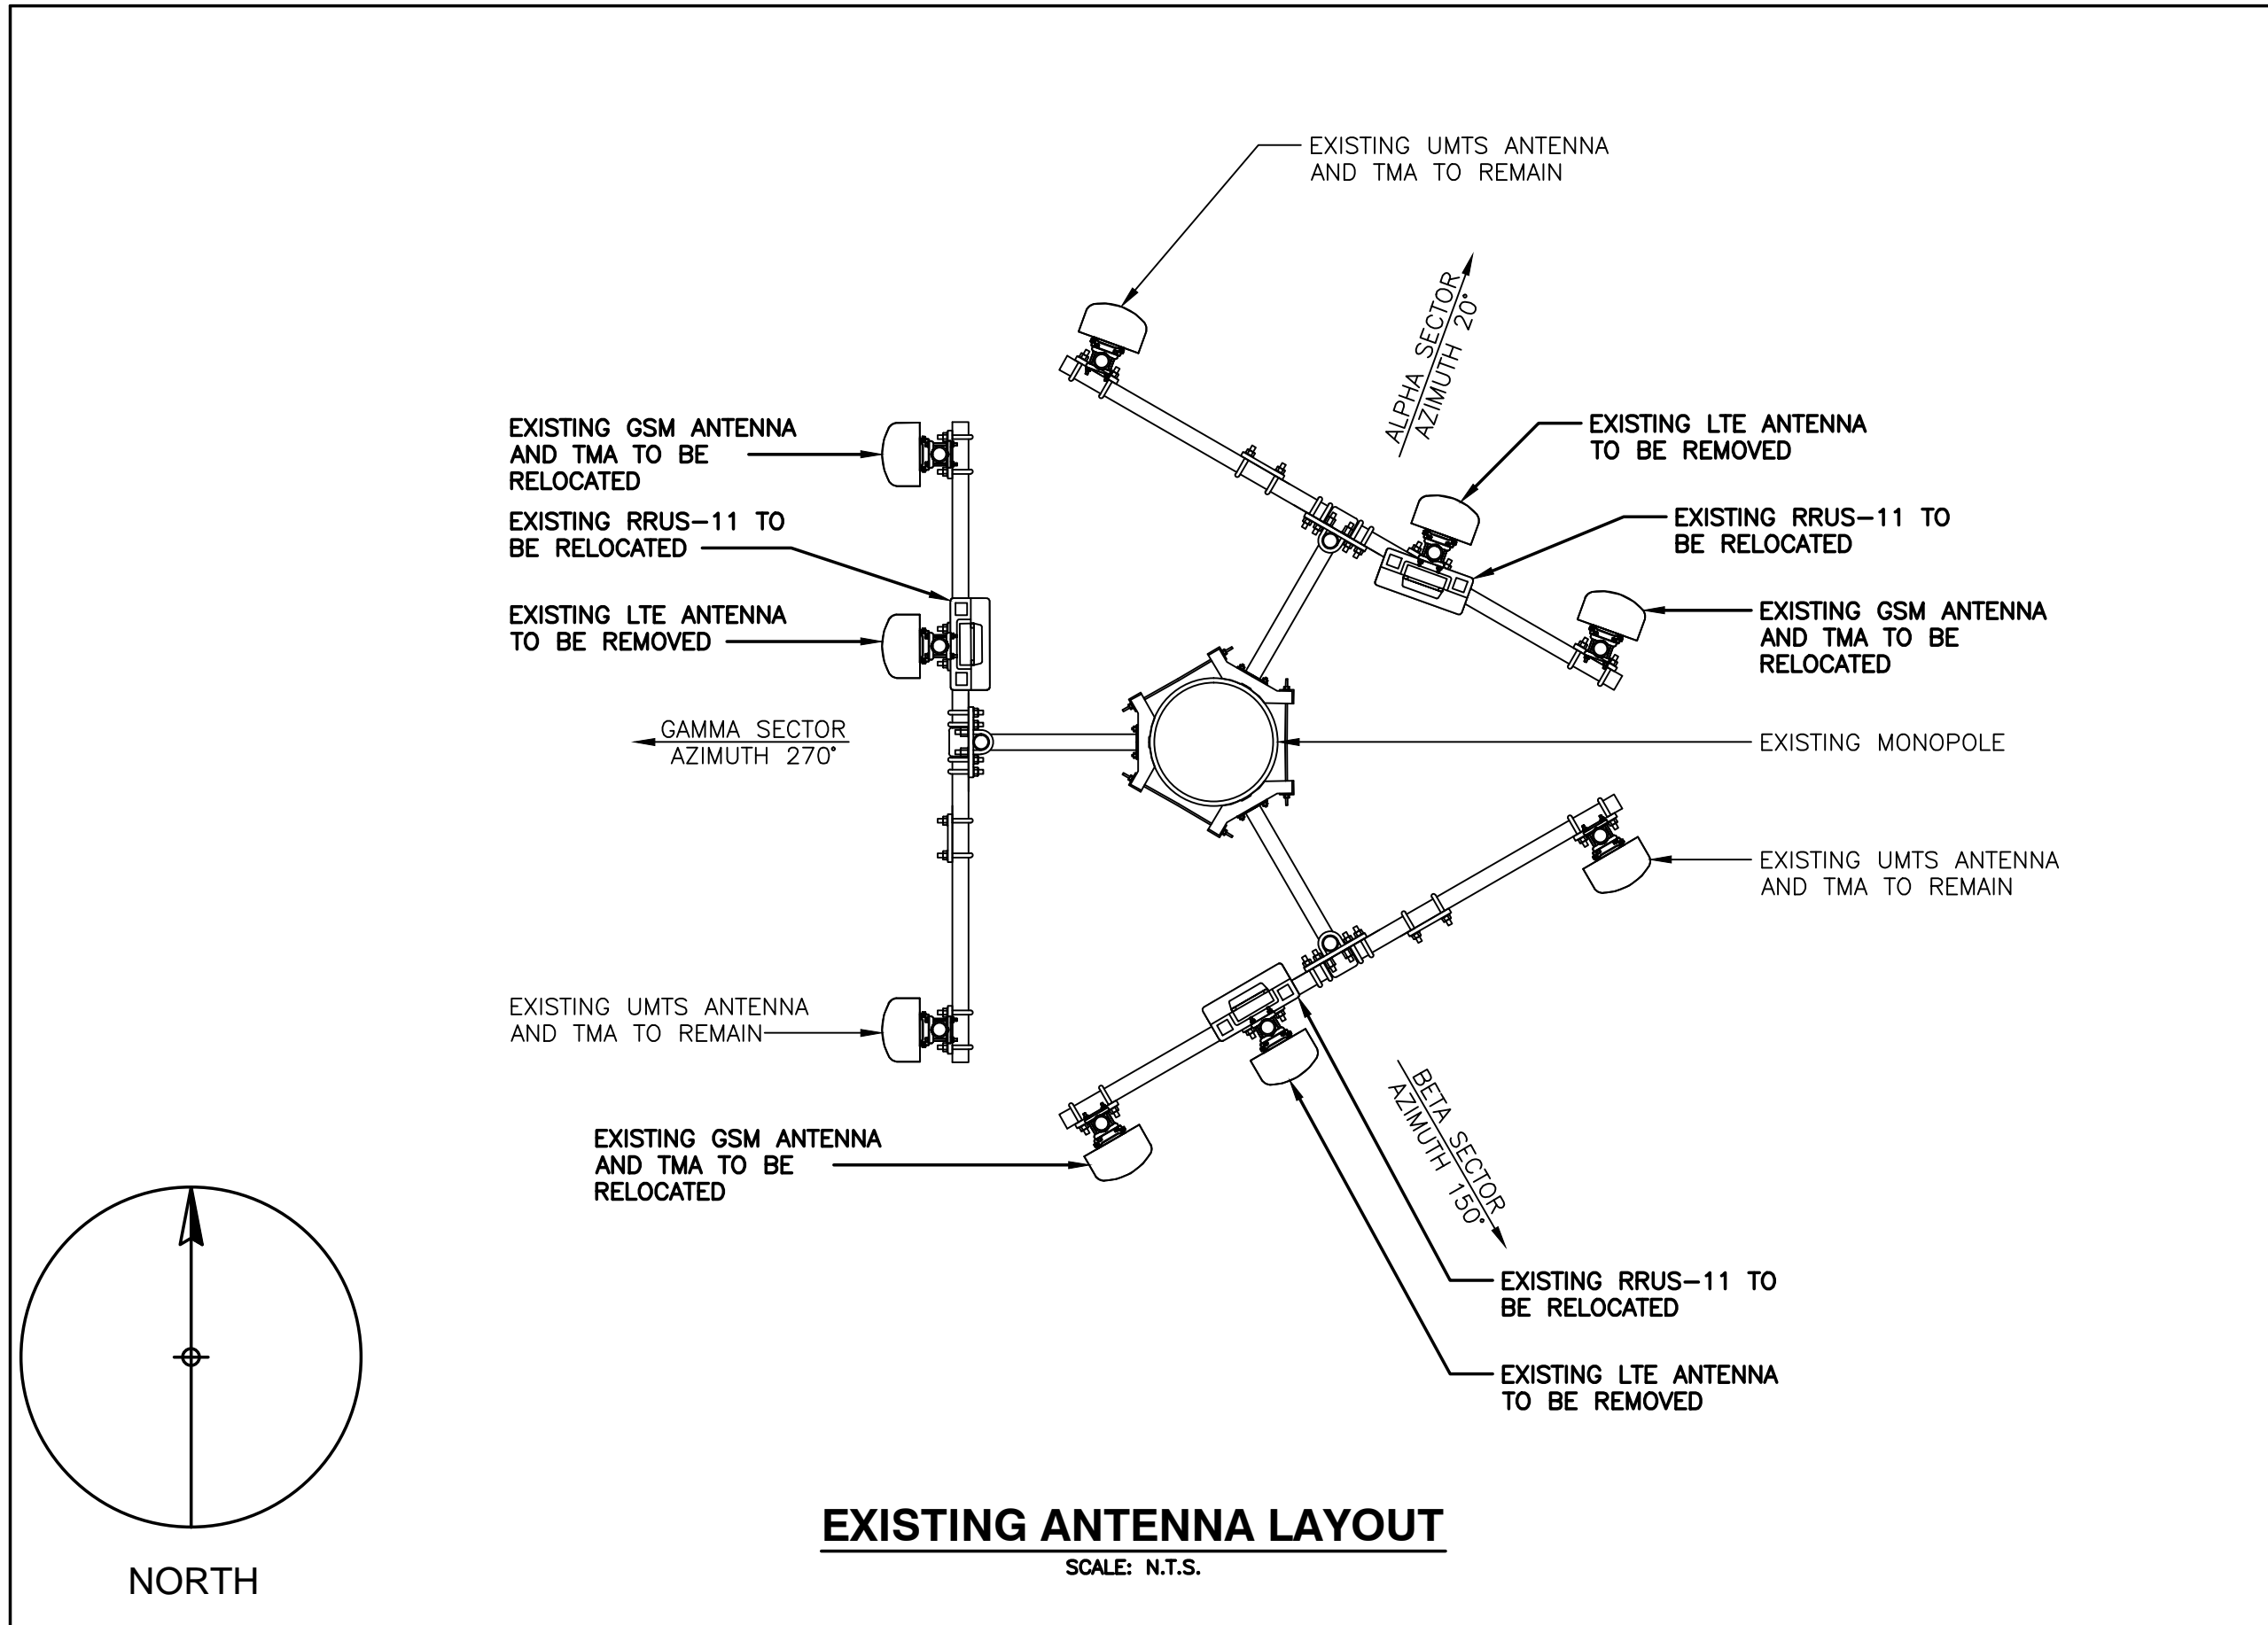 EXISTING UMTS ANTENNA
AND TMA TO REMAIN
ALPHA SECTOR
AZIMUTH 20°
EXISTING GSM ANTENNA
AND TMA TO BE
RELOCATED
EXISTING RRUS-11 TO
BE RELOCATED
EXISTING LTE ANTENNA
TO BE REMOVED
EXISTING LTE ANTENNA
TO BE REMOVED
EXISTING RRUS-11 TO
BE RELOCATED
EXISTING GSM ANTENNA
AND TMA TO BE
RELOCATED
GAMMA SECTOR
AZIMUTH 270°
EXISTING MONOPOLE
EXISTING UMTS ANTENNA
AND TMA TO REMAIN
EXISTING UMTS ANTENNA
AND TMA TO REMAIN
EXISTING GSM ANTENNA
AND TMA TO BE
RELOCATED
BETA SECTOR
AZIMUTH 150°
EXISTING RRUS-11 TO
BE RELOCATED
EXISTING LTE ANTENNA
TO BE REMOVED
NORTH
EXISTING ANTENNA LAYOUT
SCALE: N.T.S.